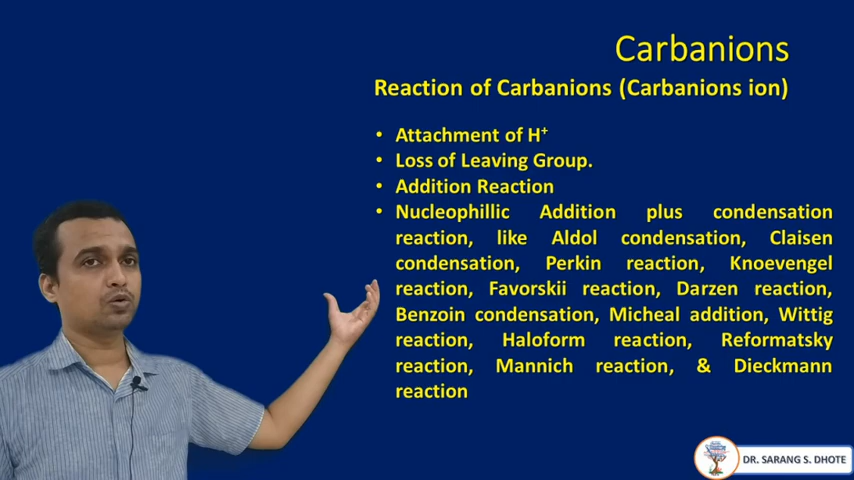 Carbanions
Reaction of Carbanions (Carbanions ion)
• Attachment of H⁺
• Loss of Leaving Group.
• Addition Reaction
• Nucleophillic Addition plus condensation
reaction, like Aldol condensation, Claisen
condensation, Perkin reaction, Knoevengel
reaction, Favorskii reaction, Darzen reaction,
Benzoin condensation, Micheal addition, Wittig
reaction, Haloform reaction, Reformatsky
reaction, Mannich reaction, & Dieckmann
reaction
DR. SARANG S. DHOTE